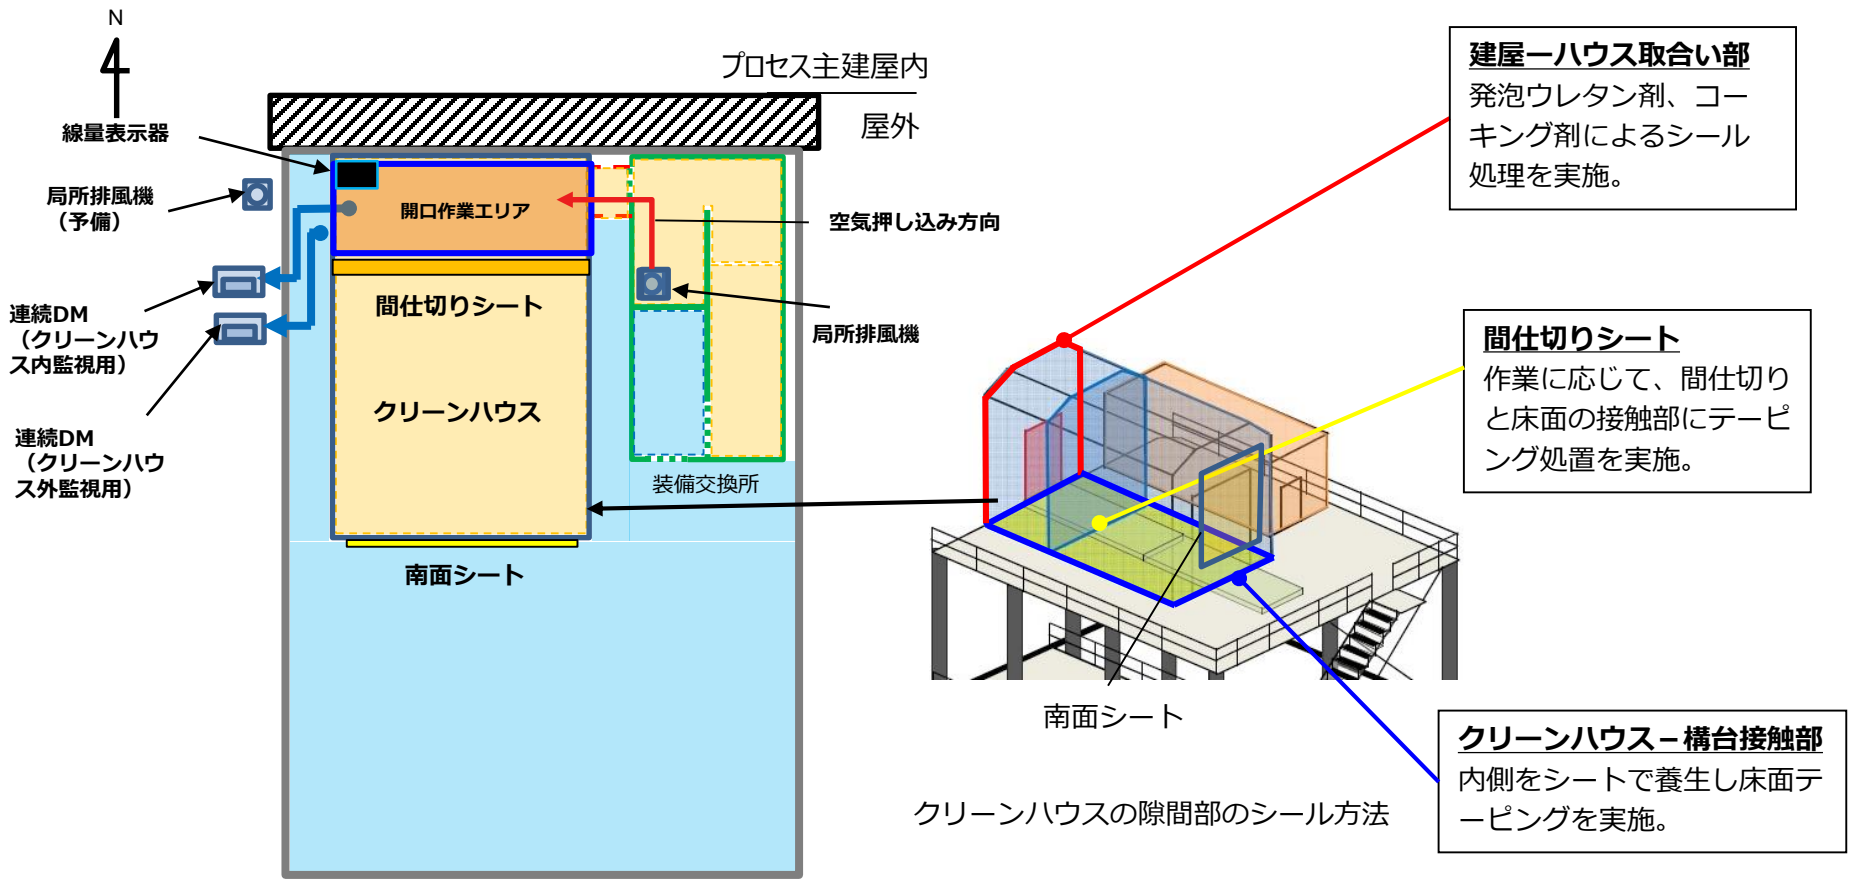 N
プロセス主建屋内
屋外
線量表示器
局所排風機
（予備）
開口作業エリア
空気押し込み方向
間仕切りシート
連続DM
（クリーンハウ
ス内監視用）
局所排風機
クリーンハウス
連続DM
（クリーンハウ
ス外監視用）
装備交換所
南面シート
建屋ーハウス取合い部
発泡ウレタン剤、コー
キング剤によるシール
処理を実施。
間仕切りシート
作業に応じて、間仕切り
と床面の接触部にテーピ
ング処置を実施。
南面シート
クリーンハウス－構台接触部
内側をシートで養生し床面テ
ーピングを実施。
クリーンハウスの隙間部のシール方法